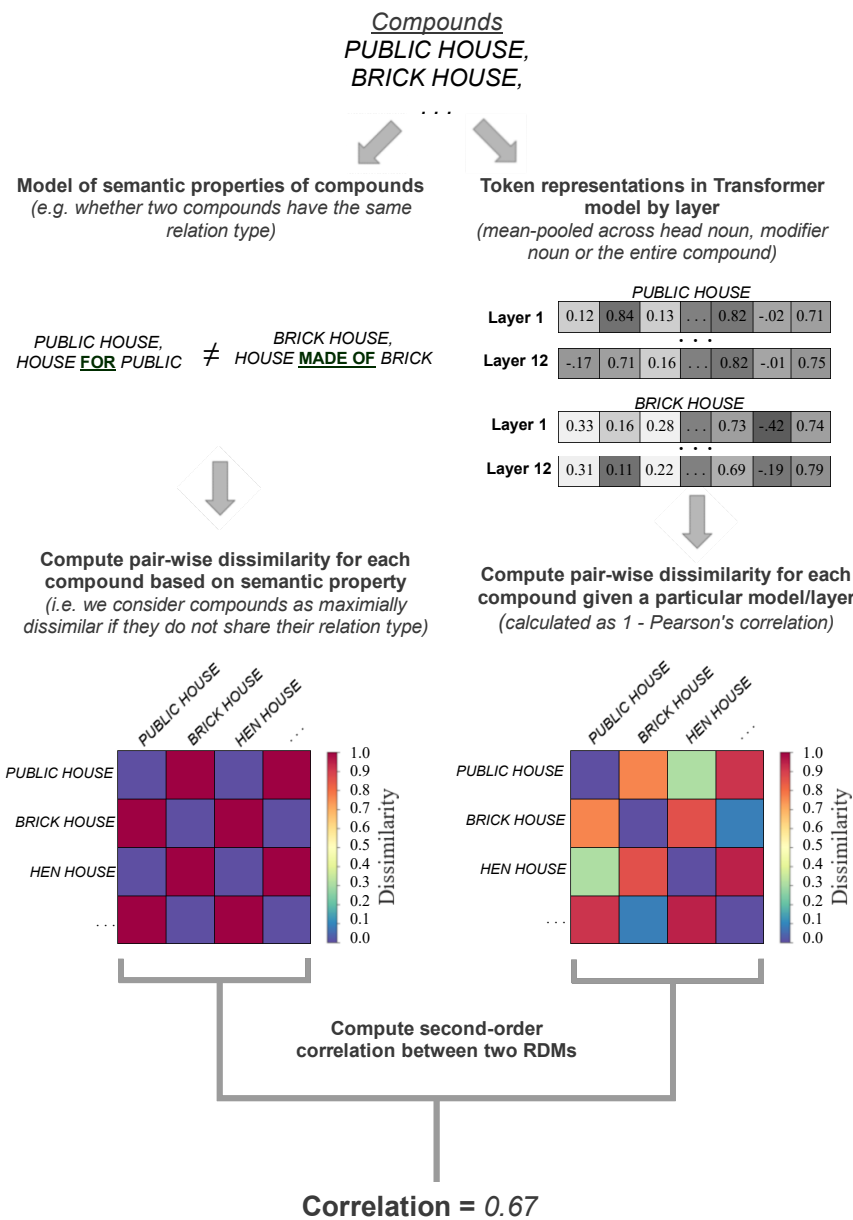 Compounds
PUBLIC HOUSE,
BRICK HOUSE,
. . .
Model of semantic properties of compounds
(e.g. whether two compounds have the same
relation type)
PUBLIC HOUSE,
HOUSE FOR PUBLIC
≠
BRICK HOUSE,
HOUSE MADE OF BRICK
Compute pair-wise dissimilarity for each
compound based on semantic property
(i.e. we consider compounds as maximially
dissimilar if they do not share their relation type)
PUBLIC HOUSE
BRICK HOUSE
HEN HOUSE
. . .
PUBLIC HOUSE
BRICK HOUSE
HEN HOUSE
. . .
1.0
0.9
0.8
0.7
0.6
0.5
0.4
0.3
0.2
0.1
0.0
Dissimilarity
Token representations in Transformer
model by layer
(mean-pooled across head noun, modifier
noun or the entire compound)
PUBLIC HOUSE
Layer 1 0.12 0.84 0.13 . . . 0.82 -.02 0.71
. . .
Layer 12 -.17 0.71 0.16 . . . 0.82 -.01 0.75
BRICK HOUSE
Layer 1 0.33 0.16 0.28 . . . 0.73 -.42 0.74
. . .
Layer 12 0.31 0.11 0.22 . . . 0.69 -.19 0.79
Compute pair-wise dissimilarity for each
compound given a particular model/layer
(calculated as 1 - Pearson's correlation)
PUBLIC HOUSE
BRICK HOUSE
HEN HOUSE
. . .
PUBLIC HOUSE
BRICK HOUSE
HEN HOUSE
. . .
1.0
0.9
0.8
0.7
0.6
0.5
0.4
0.3
0.2
0.1
0.0
Dissimilarity
Compute second-order
correlation between two RDMs
Correlation = 0.67